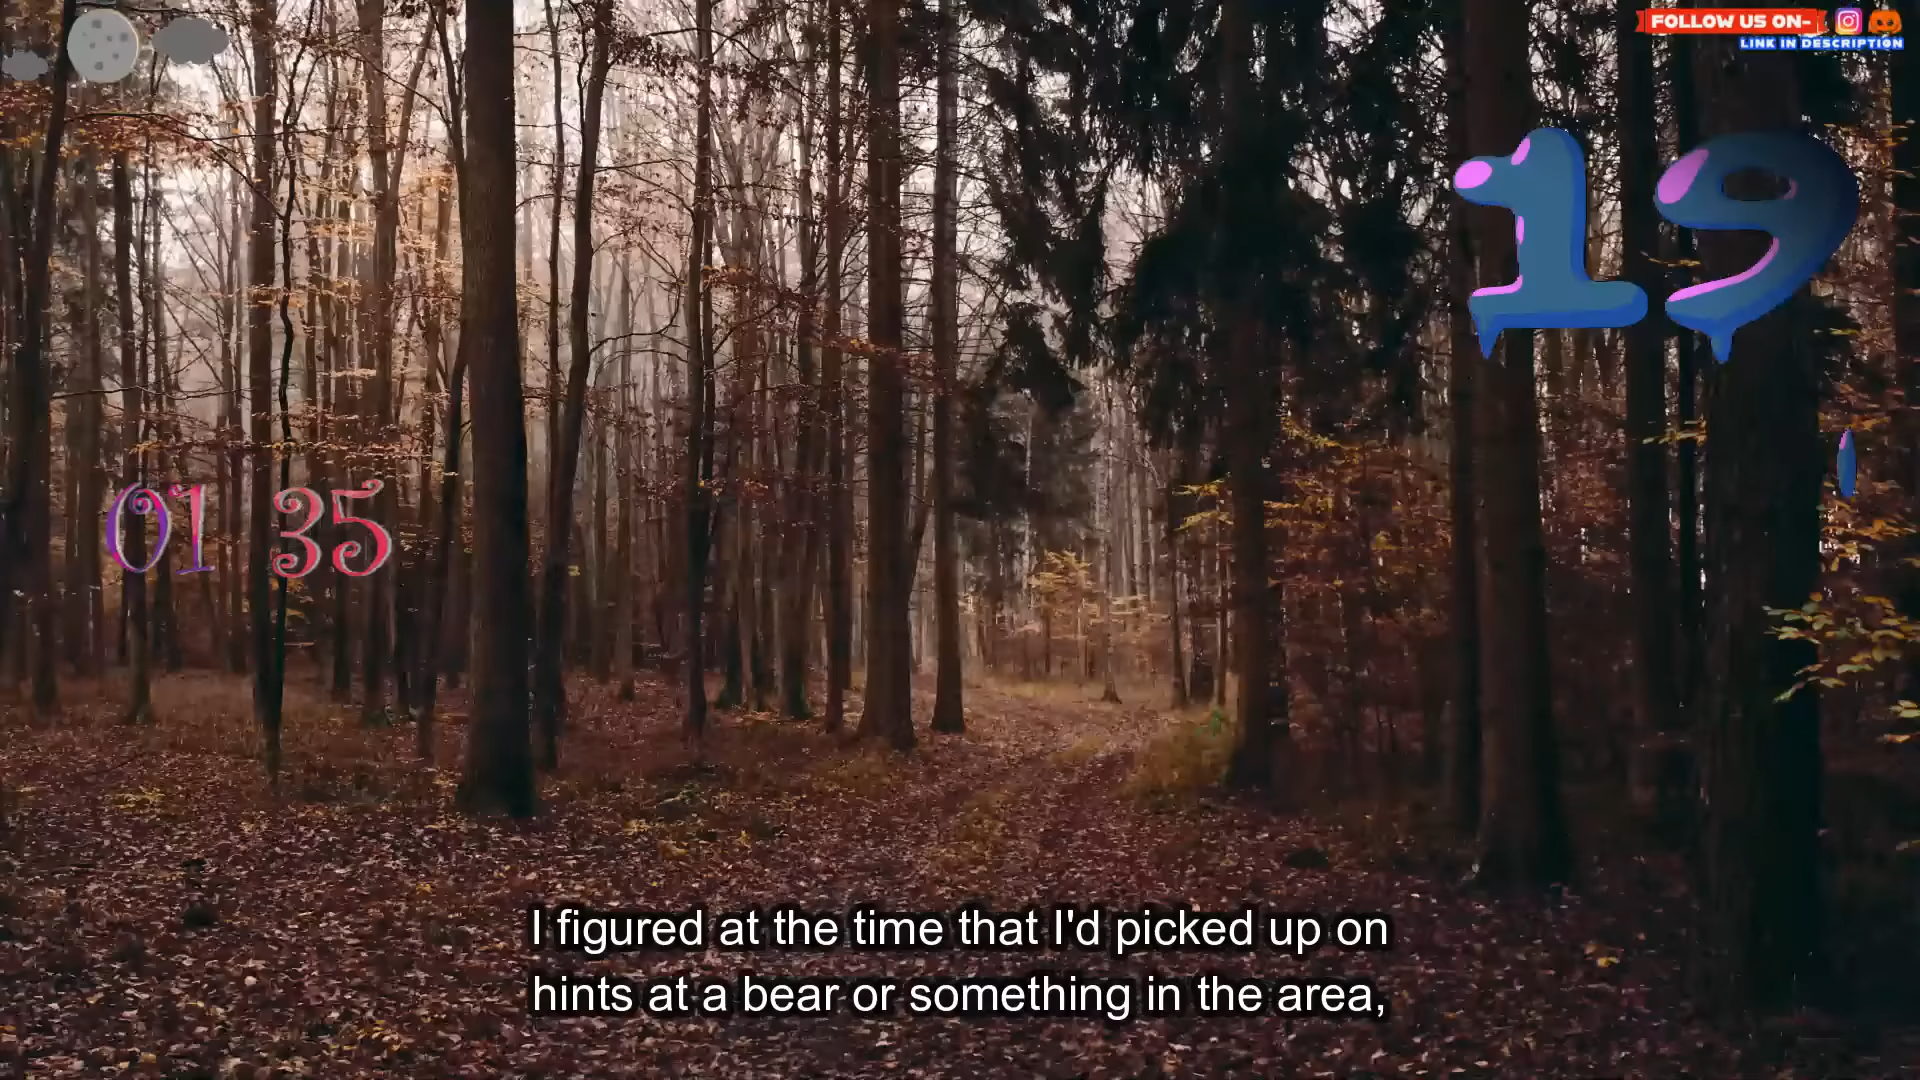 FOLLOW US ON-
LINK IN DESCRIPTION
19
01 35
I figured at the time that I'd picked up on
hints at a bear or something in the area,